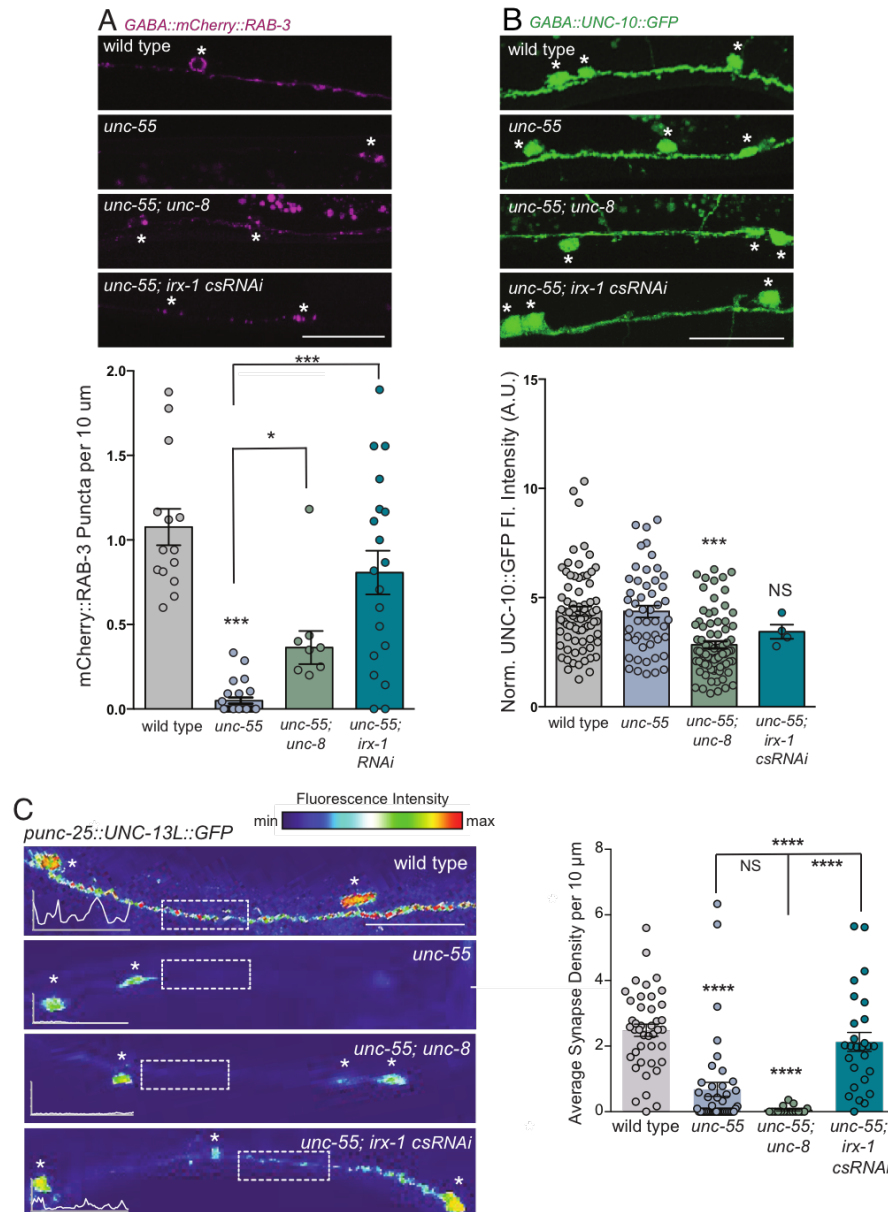 A
GABA::mCherry::RAB-3
wild type
*
unc-55
*
unc-55; unc-8
* *
unc-55; irx-1 csRNAi
* *
mCherry::RAB-3 Puncta per 10 um
2.0
1.5
1.0
0.5
0.0
***
*
***
wild type
unc-55
unc-55;
unc-8
unc-55;
irx-1
RNAi
B
GABA::UNC-10::GFP
wild type
* * *
unc-55
* * *
unc-55; unc-8
* * *
unc-55; irx-1 csRNAi
* * *
Norm. UNC-10::GFP Fl. Intensity (A.U.)
15
10
5
0
***
NS
wild type
unc-55
unc-55;
unc-8
unc-55;
irx-1
csRNAi
C
Fluorescence Intensity
min max
punc-25::UNC-13L::GFP
wild type
* *
unc-55
* *
unc-55; unc-8
* * *
unc-55; irx-1 csRNAi
* * *
Average Synapse Density per 10 µm
8
6
4
2
0
****
NS ****
****
****
wild type
unc-55
unc-55;
unc-8
unc-55;
irx-1
csRNAi